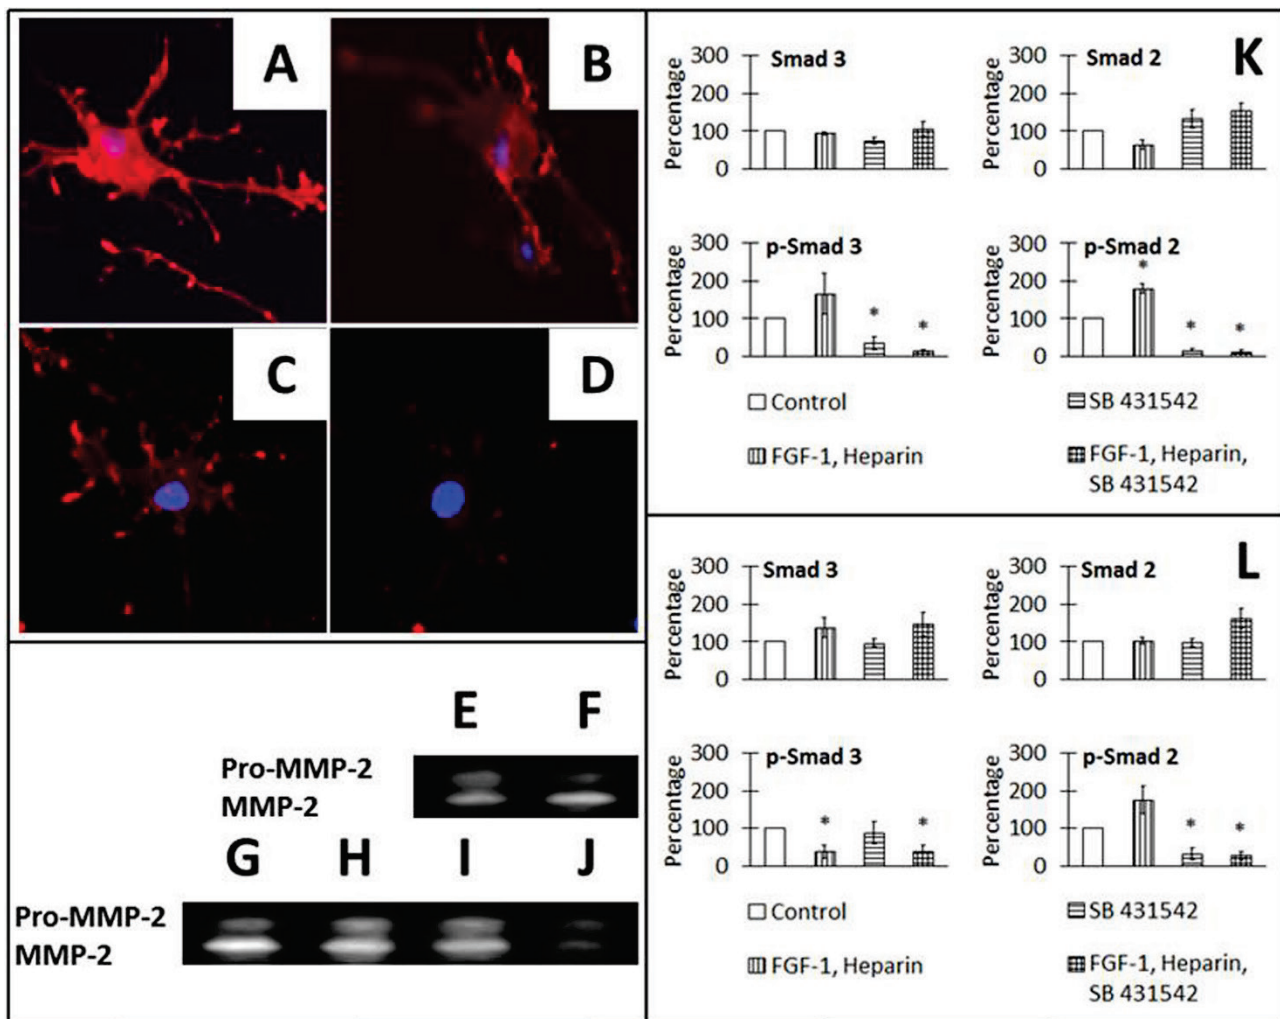 A
B
C
D
E
F
Pro-MMP-2
MMP-2
G
H
I
J
Pro-MMP-2
MMP-2
K
Smad 3
Percentage
300
200
100
0
Smad 2
Percentage
300
200
100
0
p-Smad 3
Percentage
300
200
100
0
*
*
p-Smad 2
Percentage
300
200
100
0
*
*
*
Control
SB 431542
FGF-1, Heparin
FGF-1, Heparin,
SB 431542
L
Smad 3
Percentage
300
200
100
0
Smad 2
Percentage
300
200
100
0
p-Smad 3
Percentage
300
200
100
0
*
*
p-Smad 2
Percentage
300
200
100
0
*
*
Control
SB 431542
FGF-1, Heparin
FGF-1, Heparin,
SB 431542